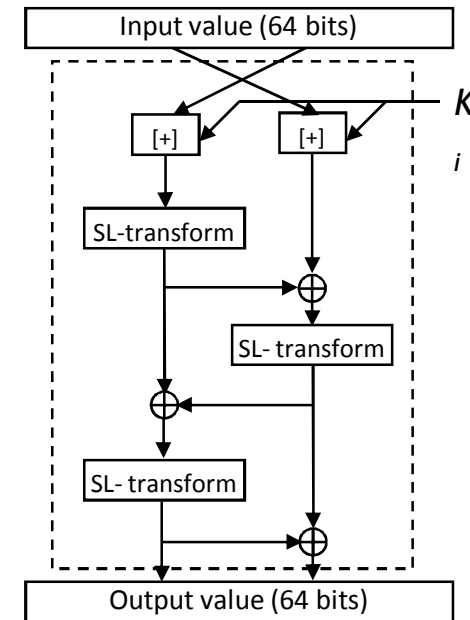 Input value (64 bits)
K
i
[+]
[+]
SL-transform
SL- transform
SL- transform
Output value (64 bits)